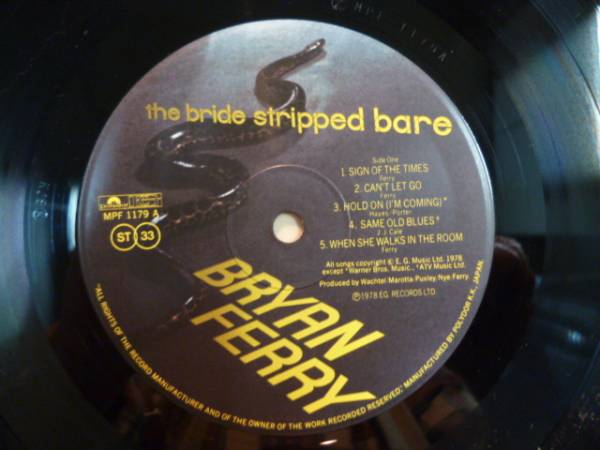 the bride stripped bare
Side One
1. SIGN OF THE TIMES
Ferry
2. CAN'T LET GO
Ferry
3. HOLD ON (I'M COMING)*
Hayes-Porter
4. SAME OLD BLUES†
J.J. Cale
5. WHEN SHE WALKS IN THE ROOM
Ferry
All songs copyright © E. G. Music Ltd. 1978
except *Warner Bros. Music., †ATV Music Ltd.
Produced by Wachtel/Marotta/Puxley/Nye, Ferry
℗1978 E.G. RECORDS LTD.
MPF 1179 A
ST 33
BRYAN
FERRY
"ALL RIGHTS OF THE RECORD MANUFACTURER AND OF THE OWNER OF THE WORK RECORDED RESERVED," MANUFACTURED BY POLYDOR K.K., JAPAN.